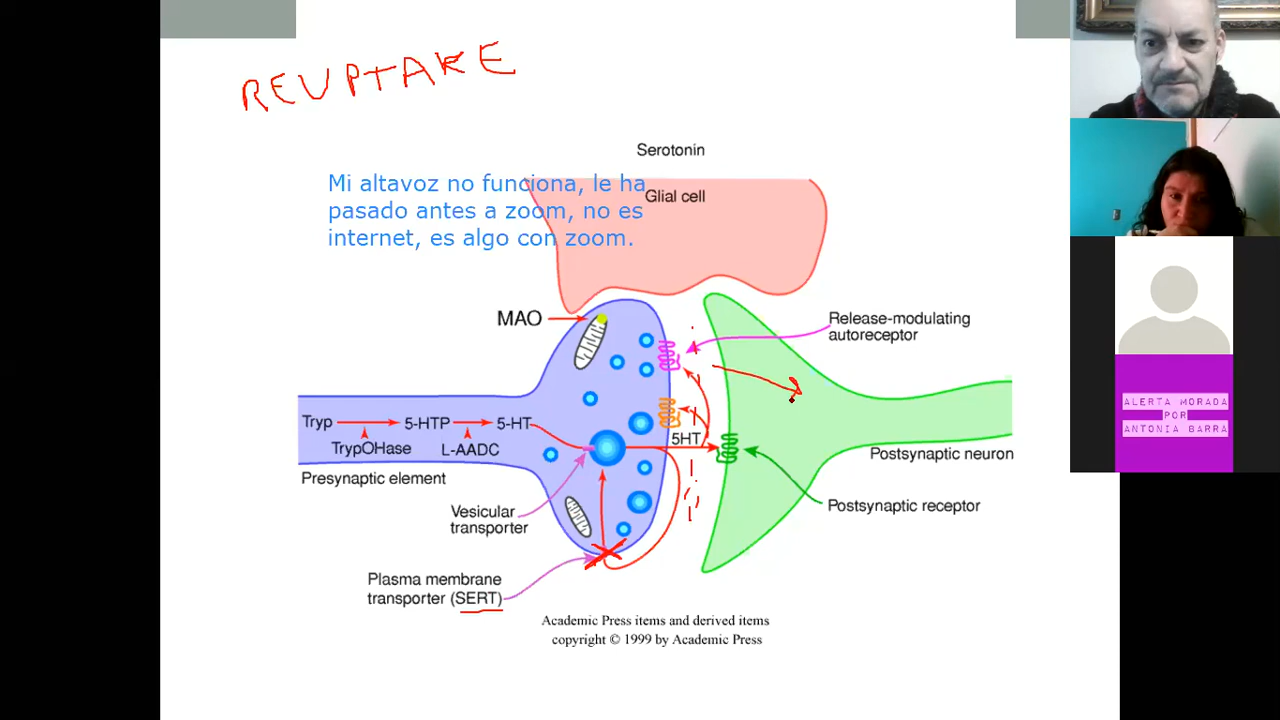 REUPTAKE
Serotonin
Mi altavoz no funciona, le ha
pasado antes a zoom, no es
internet, es algo con zoom.
Glial cell
MAO
Release-modulating
autoreceptor
Tryp
5-HTP
5-HT
TrypOHase
L-AADC
5HT
Presynaptic element
Postsynaptic neuron
Vesicular
transporter
Postsynaptic receptor
Plasma membrane
transporter (SERT)
Academic Press items and derived items
copyright © 1999 by Academic Press
ALERTA MORADA
POR
ANTONIA BARRA